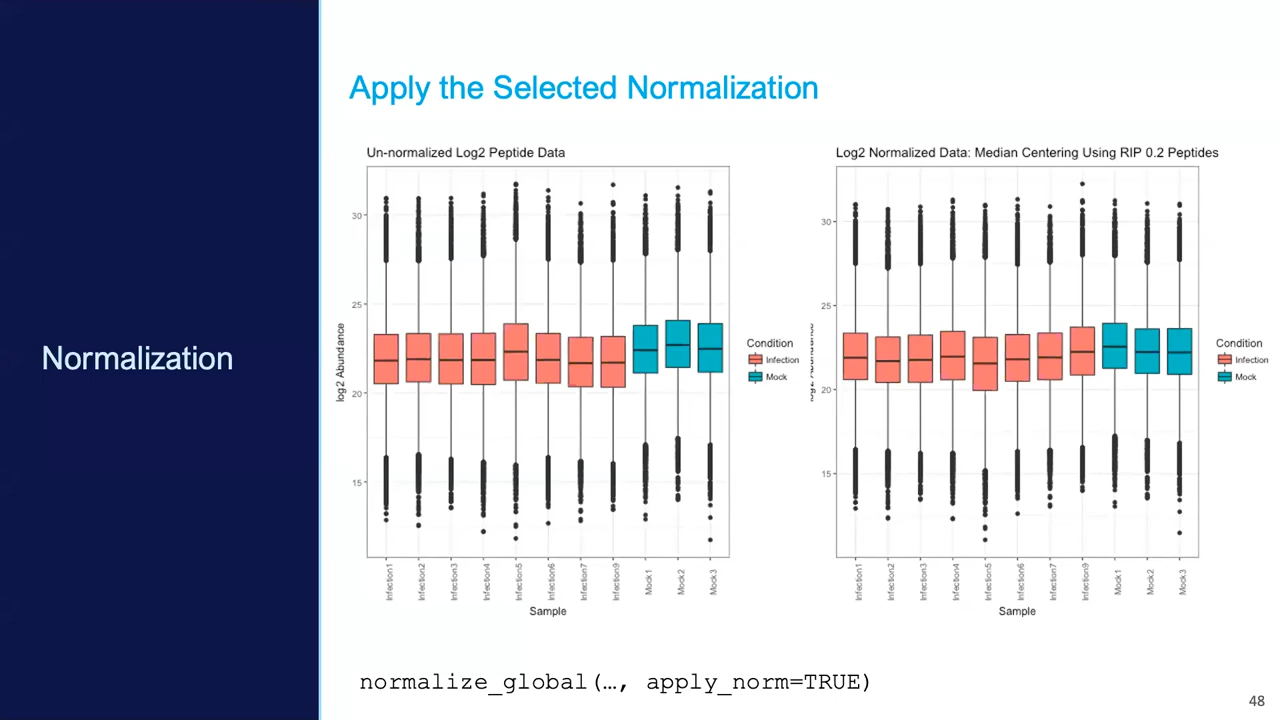 Normalization
Apply the Selected Normalization
Un-normalized Log2 Peptide Data
log2 Abundance
30
25
20
15
Infection1
Infection2
Infection3
Infection4
Infection5
Infection6
Infection7
Infection9
Mock1
Mock2
Mock3
Sample
Condition
Infection
Mock
Log2 Normalized Data: Median Centering Using RIP 0.2 Peptides
log2 Abundance
30
25
20
15
Infection1
Infection2
Infection3
Infection4
Infection5
Infection6
Infection7
Infection9
Mock1
Mock2
Mock3
Sample
Condition
Infection
Mock
normalize_global(…, apply_norm=TRUE)
48